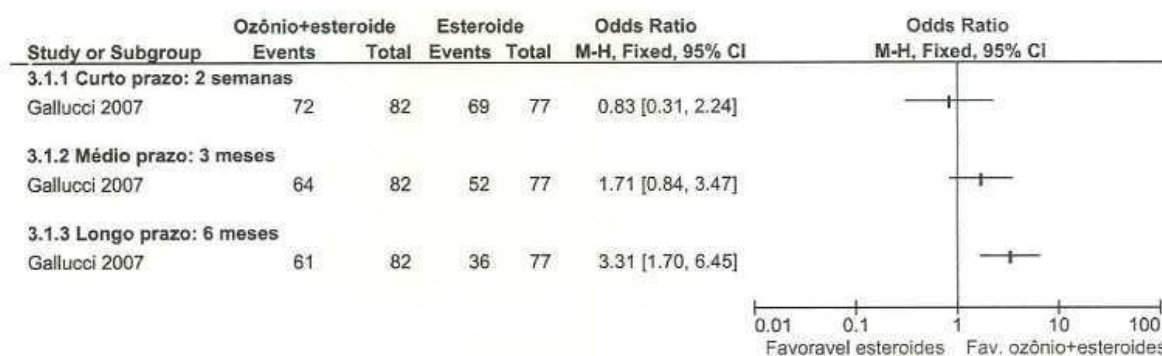 Ozônio+esteroide Esteroide Odds Ratio Odds Ratio
Study or Subgroup Events Total Events Total M-H, Fixed, 95% CI M-H, Fixed, 95% CI
3.1.1 Curto prazo: 2 semanas
Gallucci 2007 72 82 69 77 0.83 [0.31, 2.24]
3.1.2 Médio prazo: 3 meses
Gallucci 2007 64 82 52 77 1.71 [0.84, 3.47]
3.1.3 Longo prazo: 6 meses
Gallucci 2007 61 82 36 77 3.31 [1.70, 6.45]
0.01 0.1 1 10 100
Favoravel esteroides Fav. ozônio+esteroides